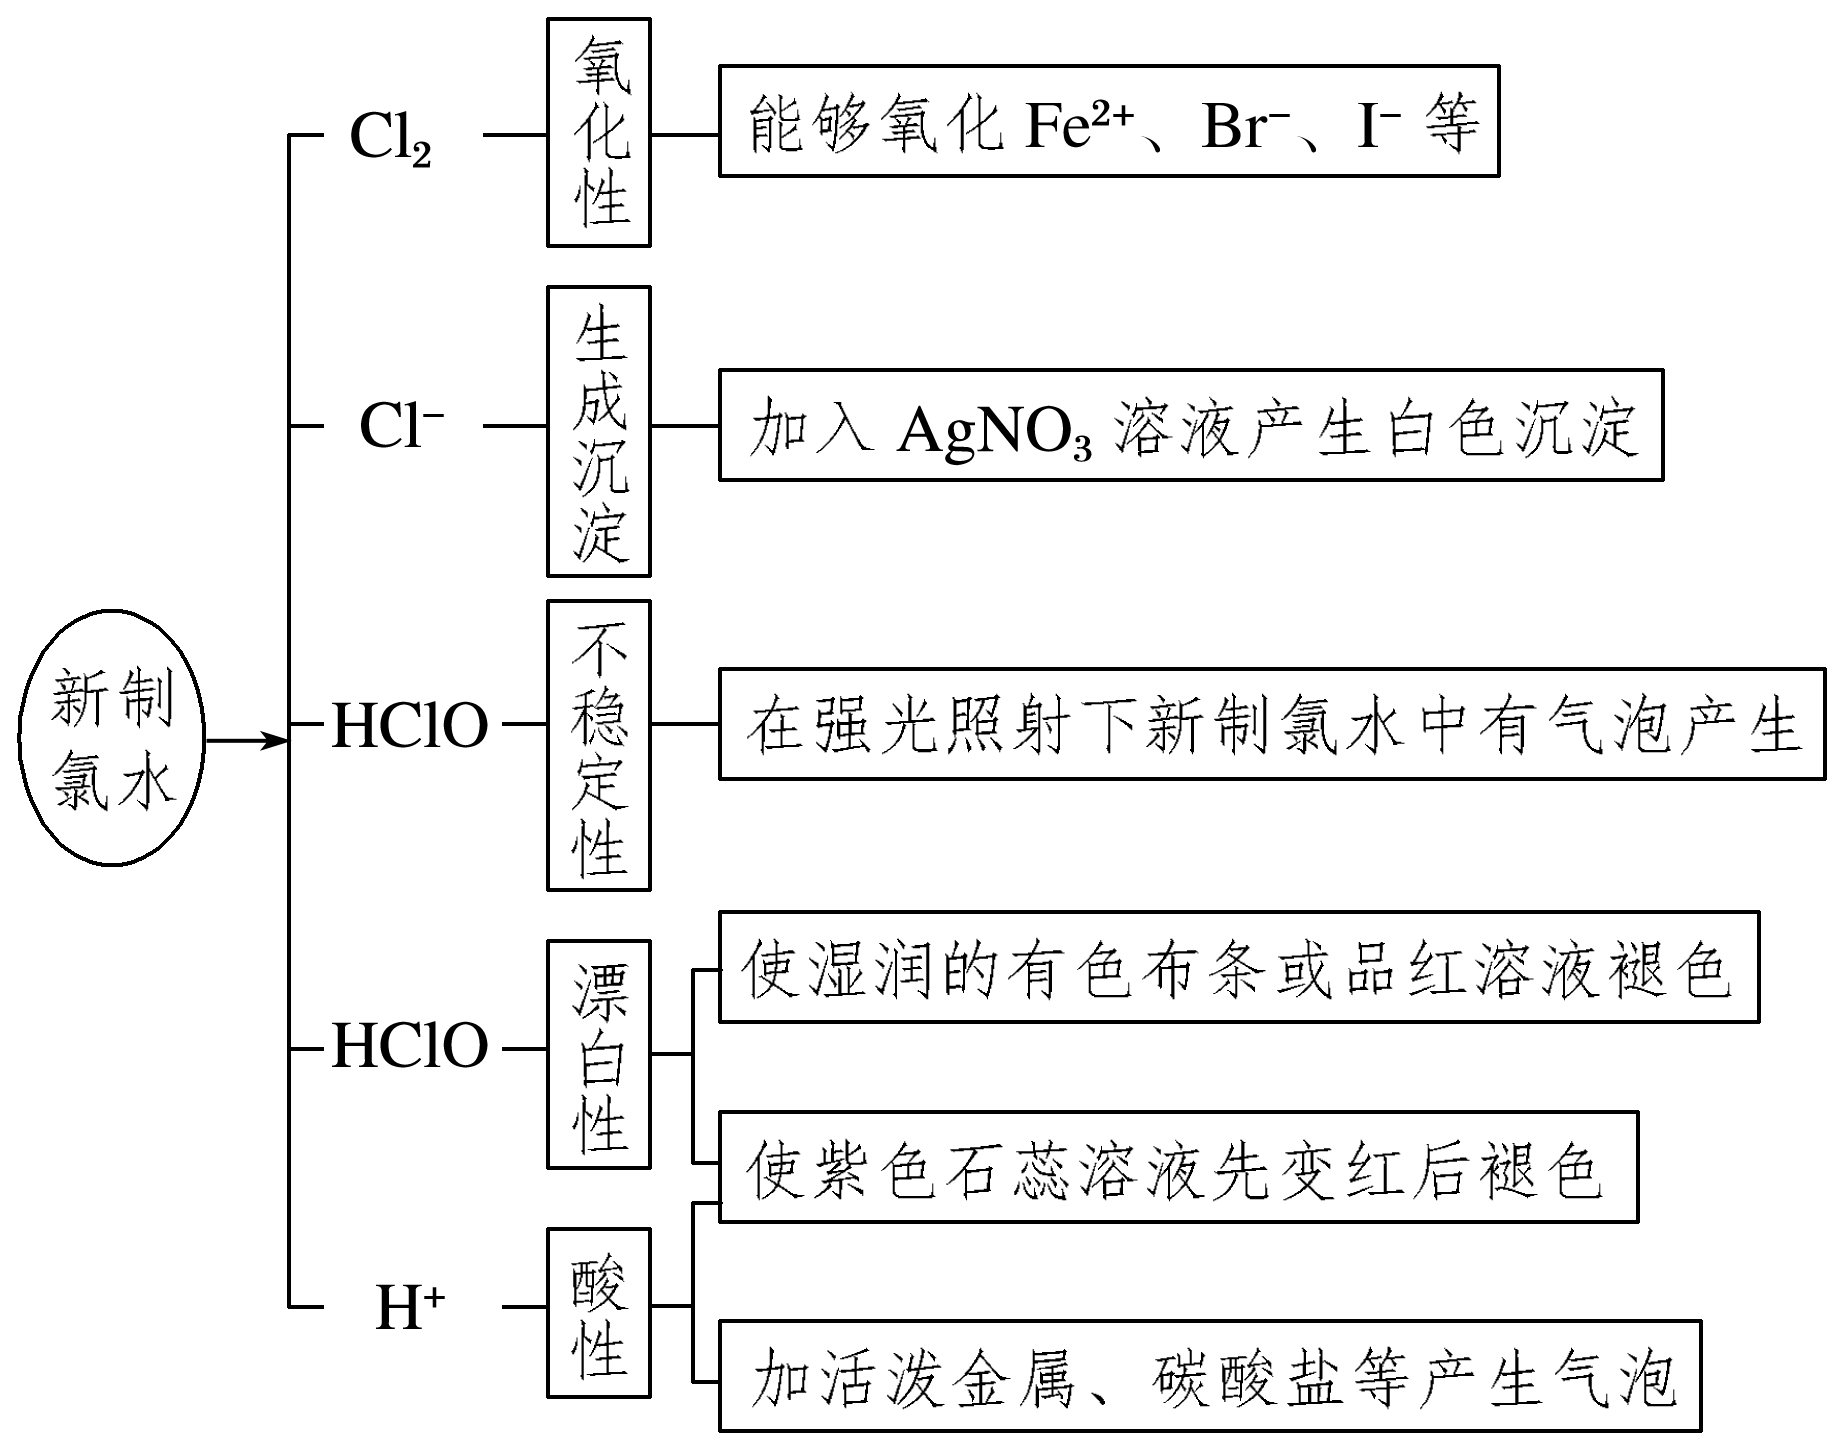 新制
氯水
Cl₂
氧化性
能够氧化 Fe²⁺、Br⁻、I⁻ 等
Cl⁻
生成沉淀
加入 AgNO₃ 溶液产生白色沉淀
HClO
不稳定性
在强光照射下新制氯水中有气泡产生
HClO
漂白性
使湿润的有色布条或品红溶液褪色
使紫色石蕊溶液先变红后褪色
H⁺
酸性
加活泼金属、碳酸盐等产生气泡